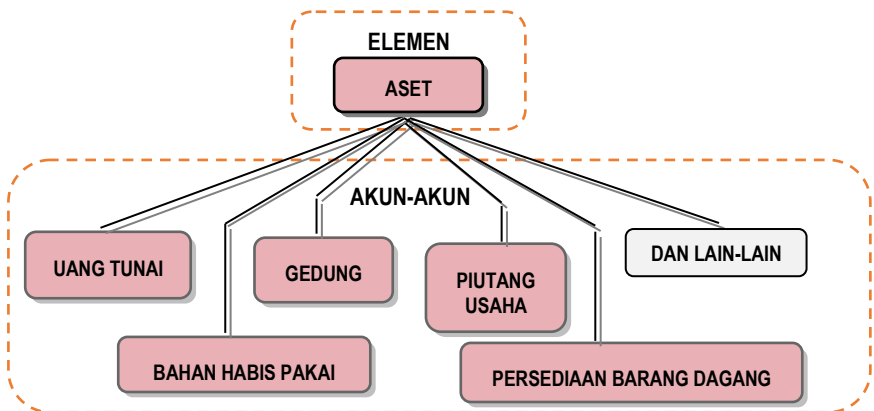 ELEMEN
ASET
AKUN-AKUN
UANG TUNAI
GEDUNG
PIUTANG
USAHA
DAN LAIN-LAIN
BAHAN HABIS PAKAI
PERSEDIAAN BARANG DAGANG